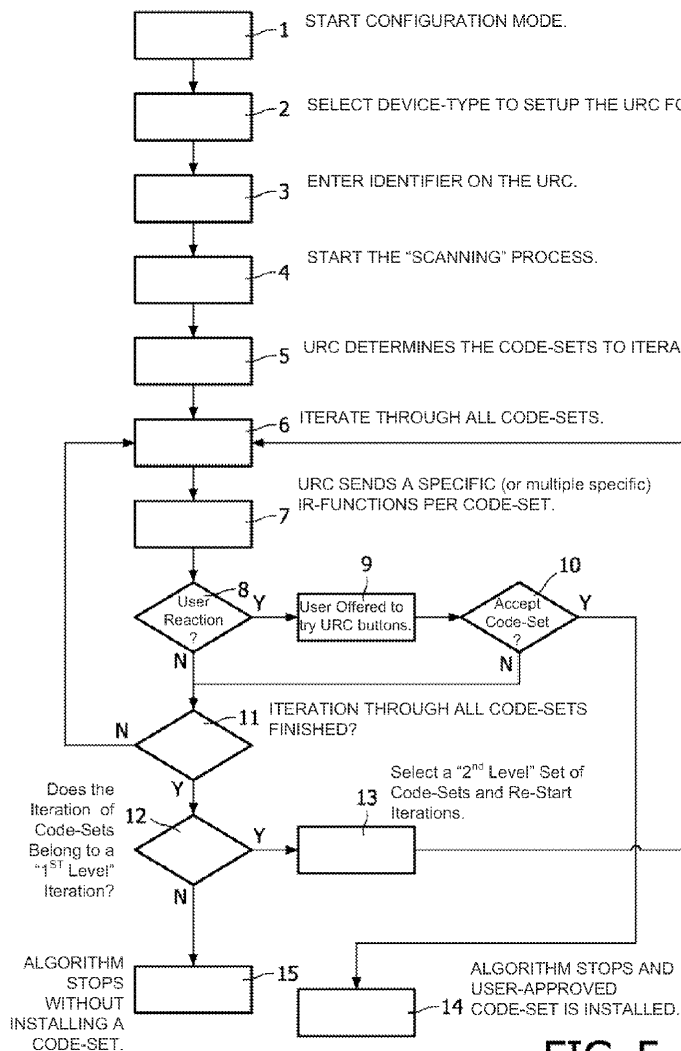 1 START CONFIGURATION MODE.
2 SELECT DEVICE-TYPE TO SETUP THE URC
3 ENTER IDENTIFIER ON THE URC.
4 START THE "SCANNING" PROCESS.
5 URC DETERMINES THE CODE-SETS TO
6 ITERATE THROUGH ALL CODE-SETS.
URC SENDS A SPECIFIC (or multiple specific)
7 IR-FUNCTIONS PER CODE-SET.
8
User
Reaction
?
Y
N
9
User Offered to
try URC buttons.
10
Accept
Code-Set
?
Y
N
11 ITERATION THROUGH ALL CODE-SETS
FINISHED?
N
Y
Does the
Iteration of
Code-Sets
Belong to a
"1ST Level"
Iteration?
12
Y
N
Select a "2nd Level" Set of
Code-Sets and Re-Start
Iterations.
13
ALGORITHM
STOPS
WITHOUT
INSTALLING A
CODE-SET.
15
ALGORITHM STOPS AND
USER-APPROVED
CODE-SET IS INSTALLED.
14